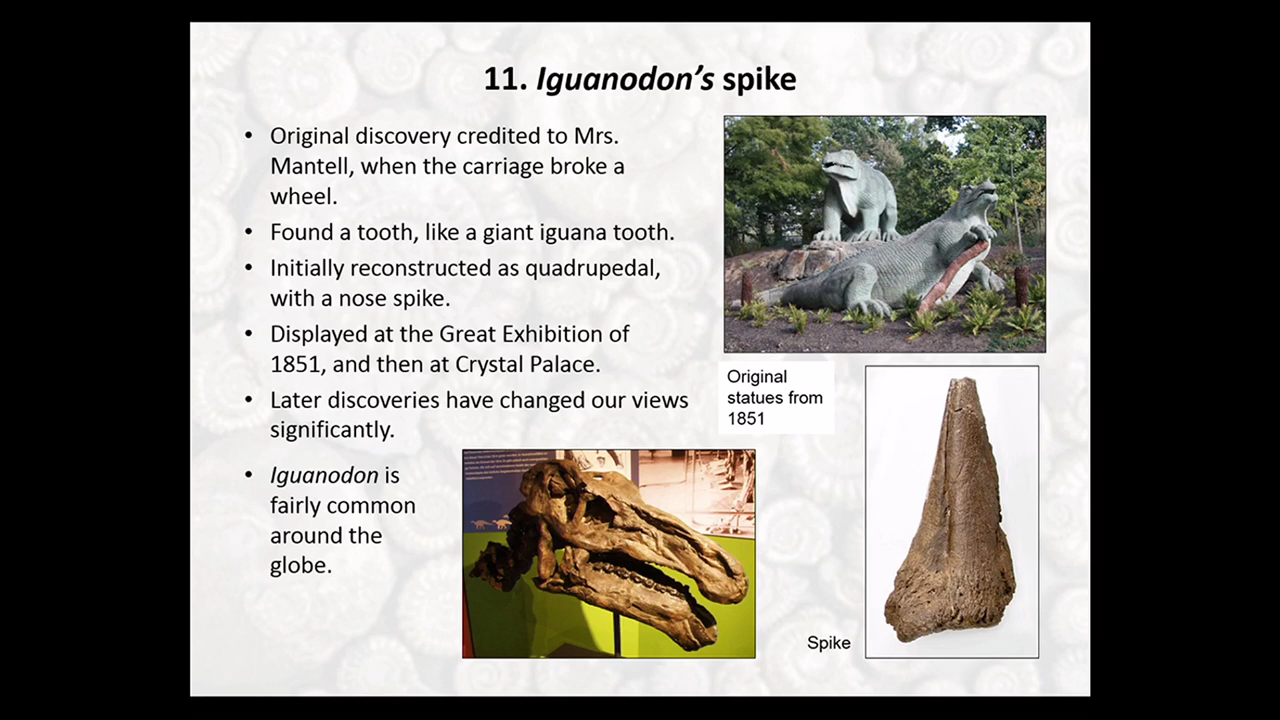 11. Iguanodon's spike
• Original discovery credited to Mrs.
Mantell, when the carriage broke a
wheel.
• Found a tooth, like a giant iguana tooth.
• Initially reconstructed as quadrupedal,
with a nose spike.
• Displayed at the Great Exhibition of
1851, and then at Crystal Palace.
• Later discoveries have changed our views
significantly.
• Iguanodon is
fairly common
around the
globe.
Original
statues from
1851
Spike